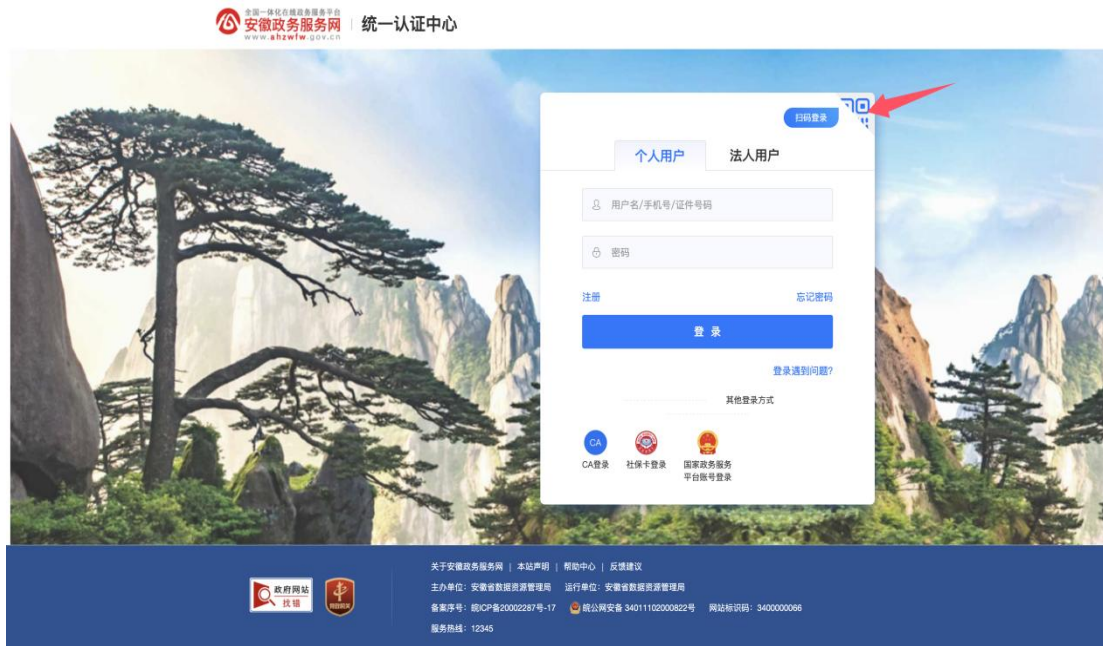 全国一体化在线政务服务平台
安徽政务服务网
www.ahzwfw.gov.cn
统一认证中心
扫码登录
个人用户 法人用户
用户名/手机号/证件号码
密码
注册 忘记密码
登录
登录遇到问题?
其他登录方式
CA
CA登录 社保卡登录 国家政务服务
平台账号登录
关于安徽政务服务网 | 本站声明 | 帮助中心 | 反馈建议
主办单位：安徽省数据资源管理局 运行单位：安徽省数据资源管理局
备案序号：皖ICP备20002287号-17 皖公网安备 34011102000822号 网站标识码：3400000066
服务热线：12345
政府网站
找错